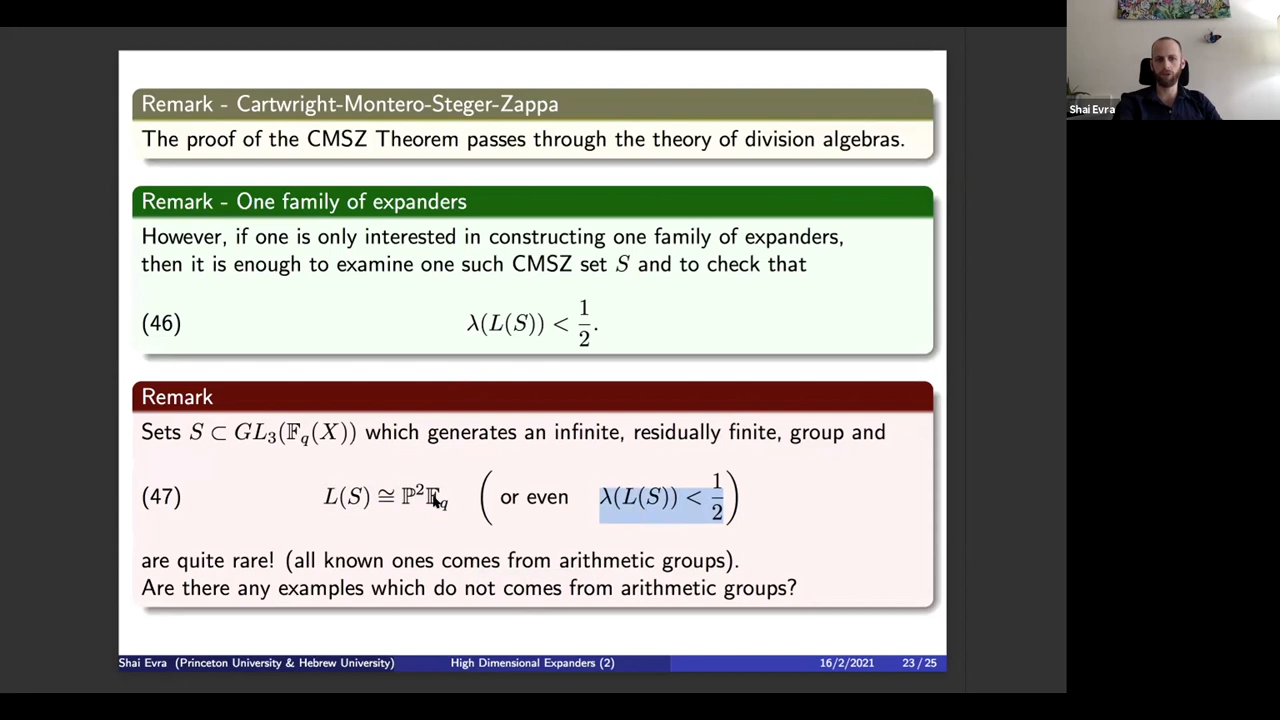 Remark - Cartwright-Montero-Steger-Zappa
The proof of the CMSZ Theorem passes through the theory of division algebras.
Remark - One family of expanders
However, if one is only interested in constructing one family of expanders,
then it is enough to examine one such CMSZ set S and to check that
(46) λ(L(S)) < 1/2.
Remark
Sets S ⊂ GL₃(𝔽_q(X)) which generates an infinite, residually finite, group and
(47) L(S) ≅ ℙ²𝔽_q ( or even λ(L(S)) < 1/2 )
are quite rare! (all known ones comes from arithmetic groups).
Are there any examples which do not comes from arithmetic groups?
Shai Evra (Princeton University & Hebrew University) High Dimensional Expanders (2) 16/2/2021 23 / 25
Shai Evra